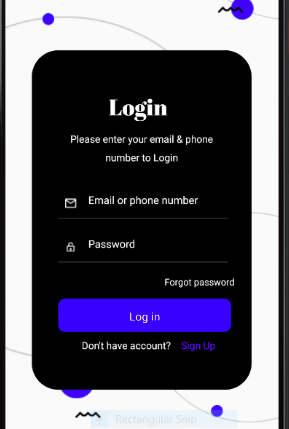 Login
Please enter your email & phone
number to Login
Email or phone number
Password
Forgot password
Log in
Don't have account? Sign Up
Rectangular Snip